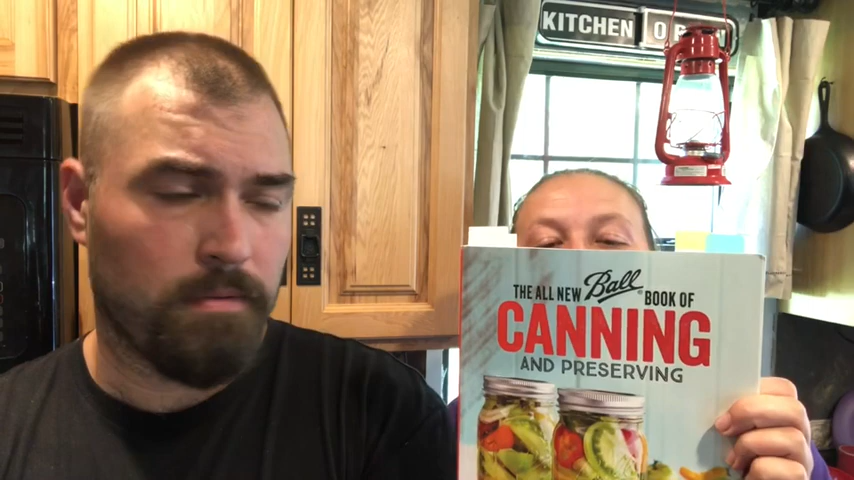 KITCHEN
THE ALL NEW Ball® BOOK OF
CANNING
AND PRESERVING